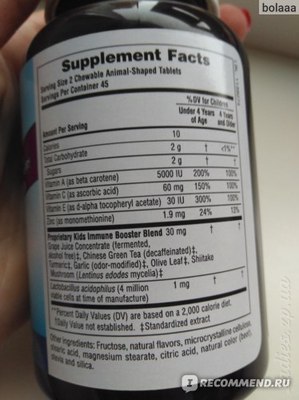 bolaaa
Supplement Facts
Serving Size 2 Chewable Animal-Shaped Tablets
Servings Per Container 45
%DV for Children
Under 4 Years of Age
4 Years and Older
Amount Per Serving
Calories 10
Total Carbohydrate 2 g † <1%**
Sugars 2 g † †
Vitamin A (as beta carotene) 5000 IU 200% 100%
Vitamin C (as ascorbic acid) 60 mg 150% 100%
Vitamin E (as d-alpha tocopheryl acetate) 30 IU 300% 100%
Zinc (as monomethionine) 1.9 mg 24% 13%
Proprietary Kids Immune Booster Blend 30 mg † †
Grape Juice Concentrate (fermented,
alcohol free)‡, Chinese Green Tea (decaffeinated)‡,
Turmeric‡, Garlic (odor-modified)‡, Olive Leaf‡, Shiitake
Mushroom (Lentinus edodes mycelia)‡
Lactobacillus acidophilus (4 million 1 mg † †
viable cells at time of manufacture)
**Percent Daily Values (DV) are based on a 2,000 calorie diet.
†Daily Value not established. ‡Standardized extract
Other ingredients: Fructose, natural flavors, microcrystalline cellulose,
stearic acid, magnesium stearate, citric acid, natural color (beet),
stevia and silica.
IRECOMMEND.RU